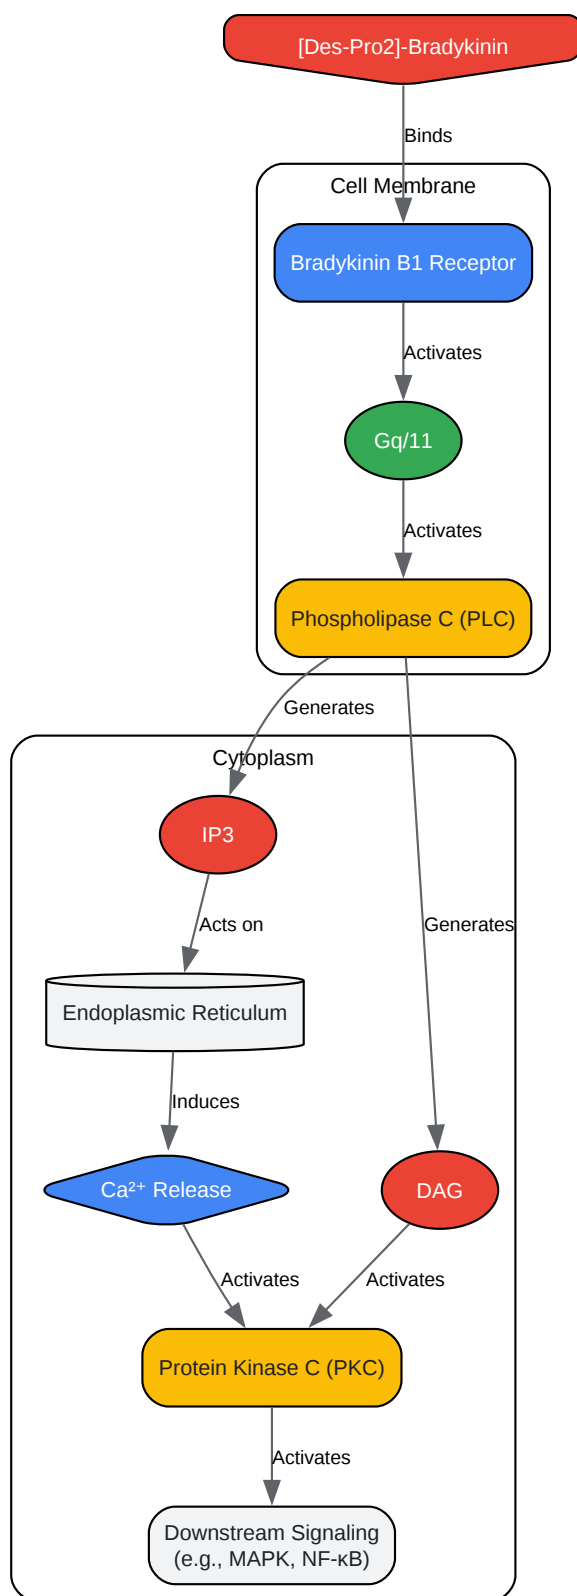 [Des-Pro2]-Bradykinin
Binds
Cell Membrane
Bradykinin B1 Receptor
Activates
Gq/11
Activates
Phospholipase C (PLC)
Generates
Cytoplasm
IP3
Acts on
Generates
Endoplasmic Reticulum
Induces
Ca²⁺ Release
DAG
Activates
Activates
Protein Kinase C (PKC)
Activates
Downstream Signaling
(e.g., MAPK, NF-κB)